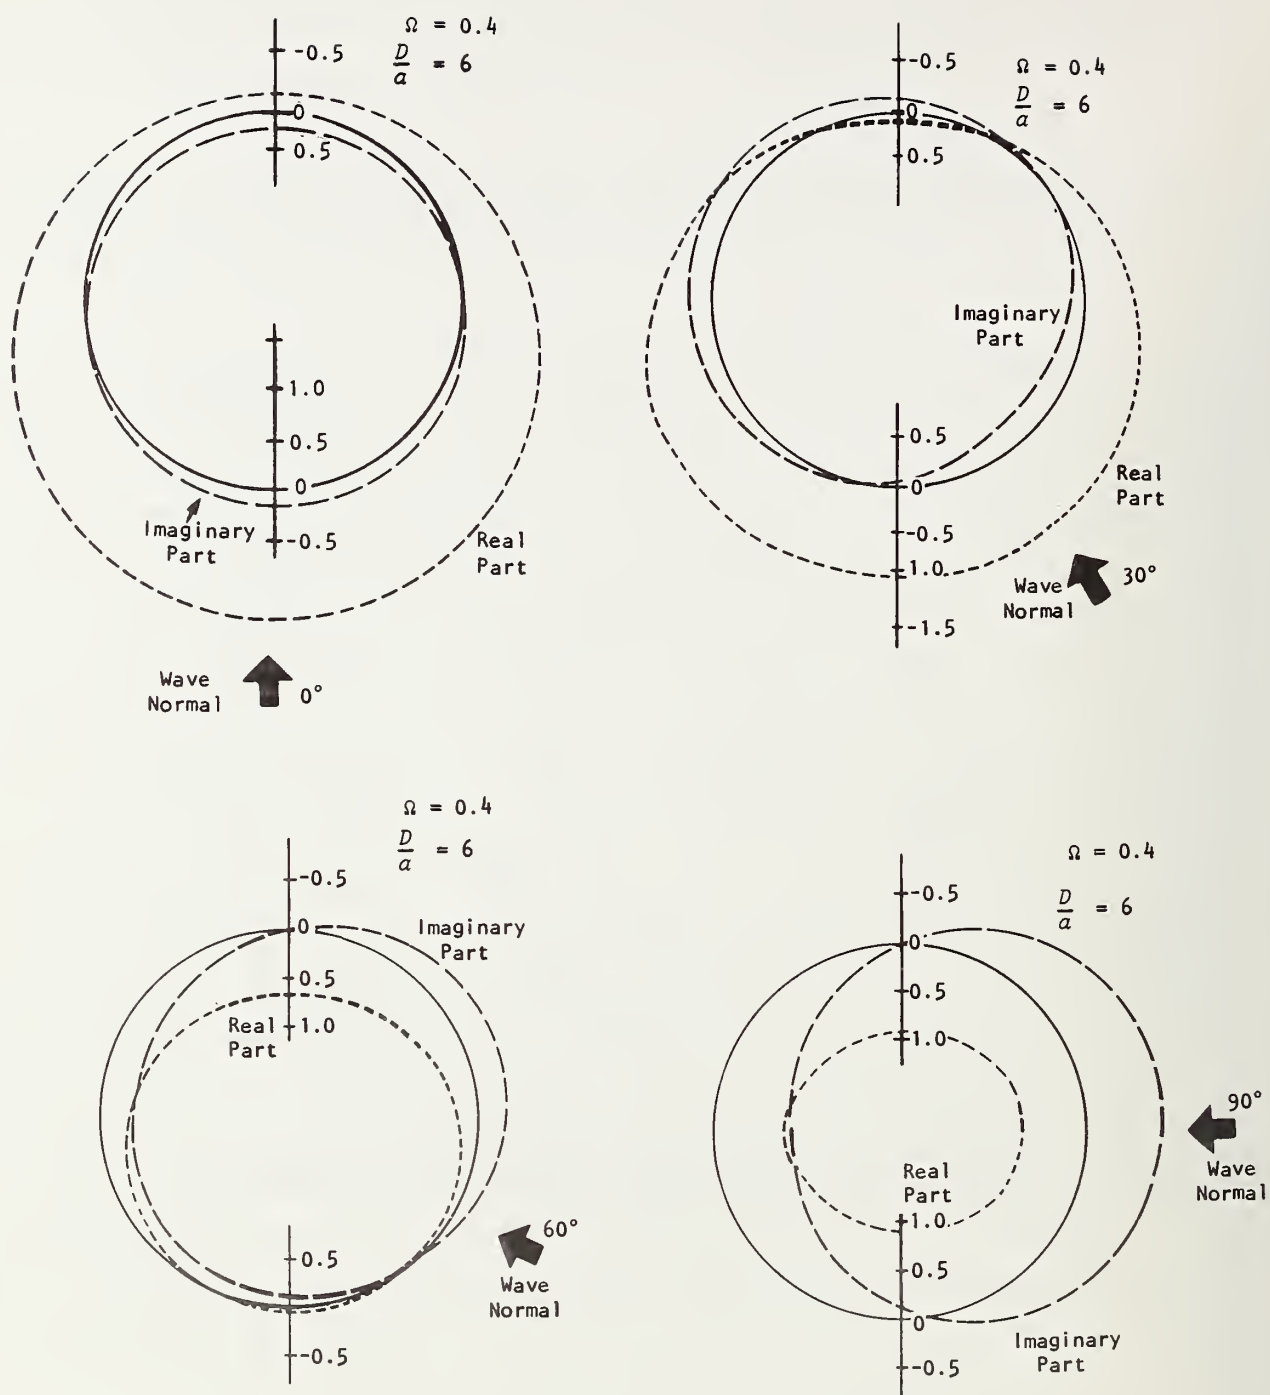 Ω = 0.4
D/a = 6
-0.5
0
0.5
1.0
0.5
0
-0.5
Imaginary
Part
Real
Part
Wave
Normal
0°
Ω = 0.4
D/a = 6
-0.5
0
0.5
Imaginary
Part
0.5
0
-0.5
1.0
-1.5
Real
Part
Wave
Normal
30°
Ω = 0.4
D/a = 6
-0.5
0
0.5
1.0
Imaginary
Part
Real
Part
0.5
-0.5
60°
Wave
Normal
Ω = 0.4
D/a = 6
-0.5
0
0.5
1.0
Real
Part
1.0
0.5
0
-0.5
90°
Wave
Normal
Imaginary
Part